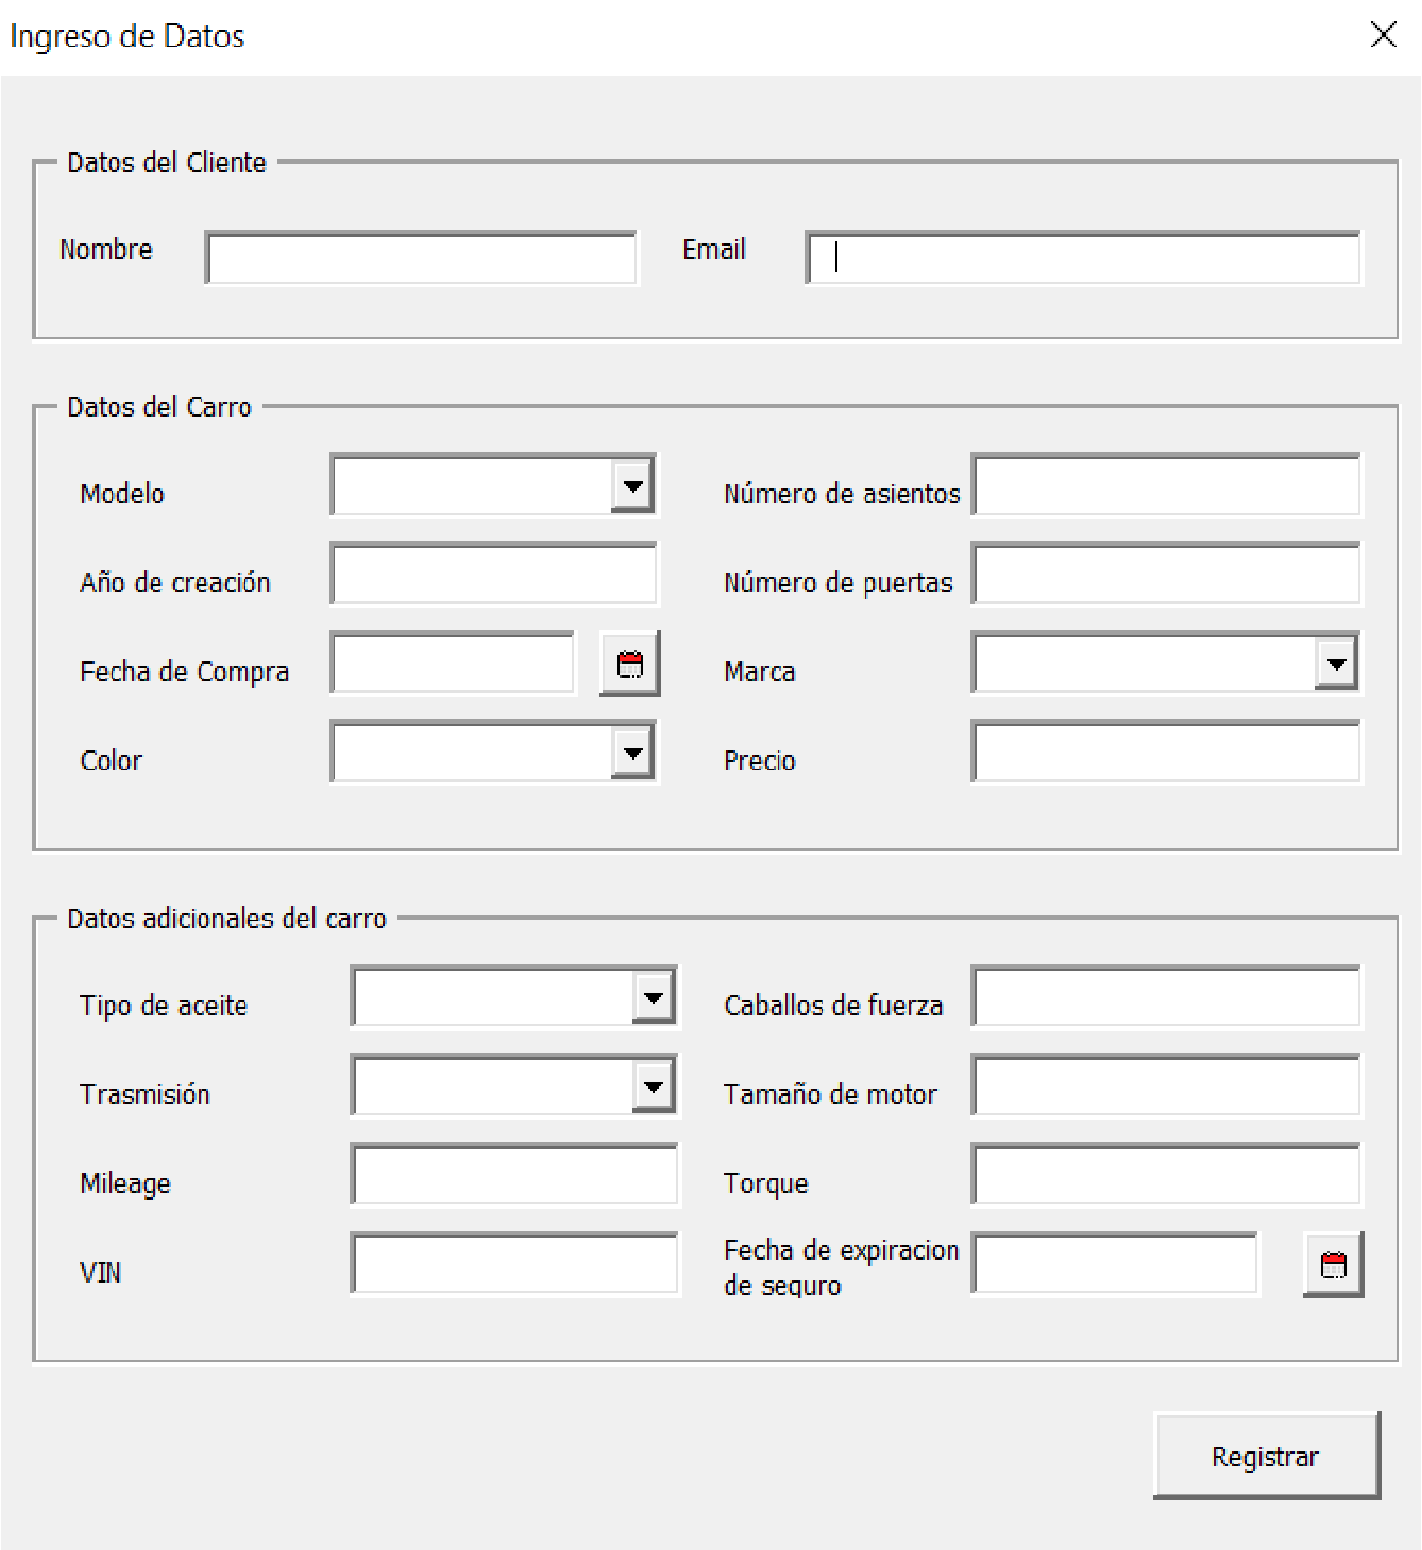 Ingreso de Datos
Datos del Cliente
Nombre
Email
Datos del Carro
Modelo
Número de asientos
Año de creación
Número de puertas
Fecha de Compra
Marca
Color
Precio
Datos adicionales del carro
Tipo de aceite
Caballos de fuerza
Trasmisión
Tamaño de motor
Mileage
Torque
VIN
Fecha de expiracion
de seguro
Registrar